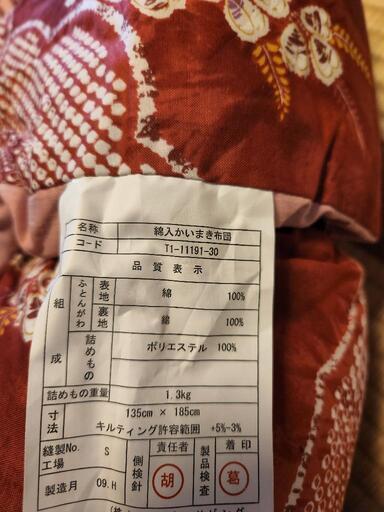 名称 綿入かいまき布団
コード T1-11191-30
品質表示
組成 ふとんがわ 表地 綿 100%
裏地 綿 100%
詰めもの ポリエステル 100%
詰めもの重量 1.3kg
寸法 135cm × 185cm
キルティング許容範囲 +5%-3%
縫製No.工場 S 側検針 責任者 胡 製品検査 着印 葛
製造月 09.H